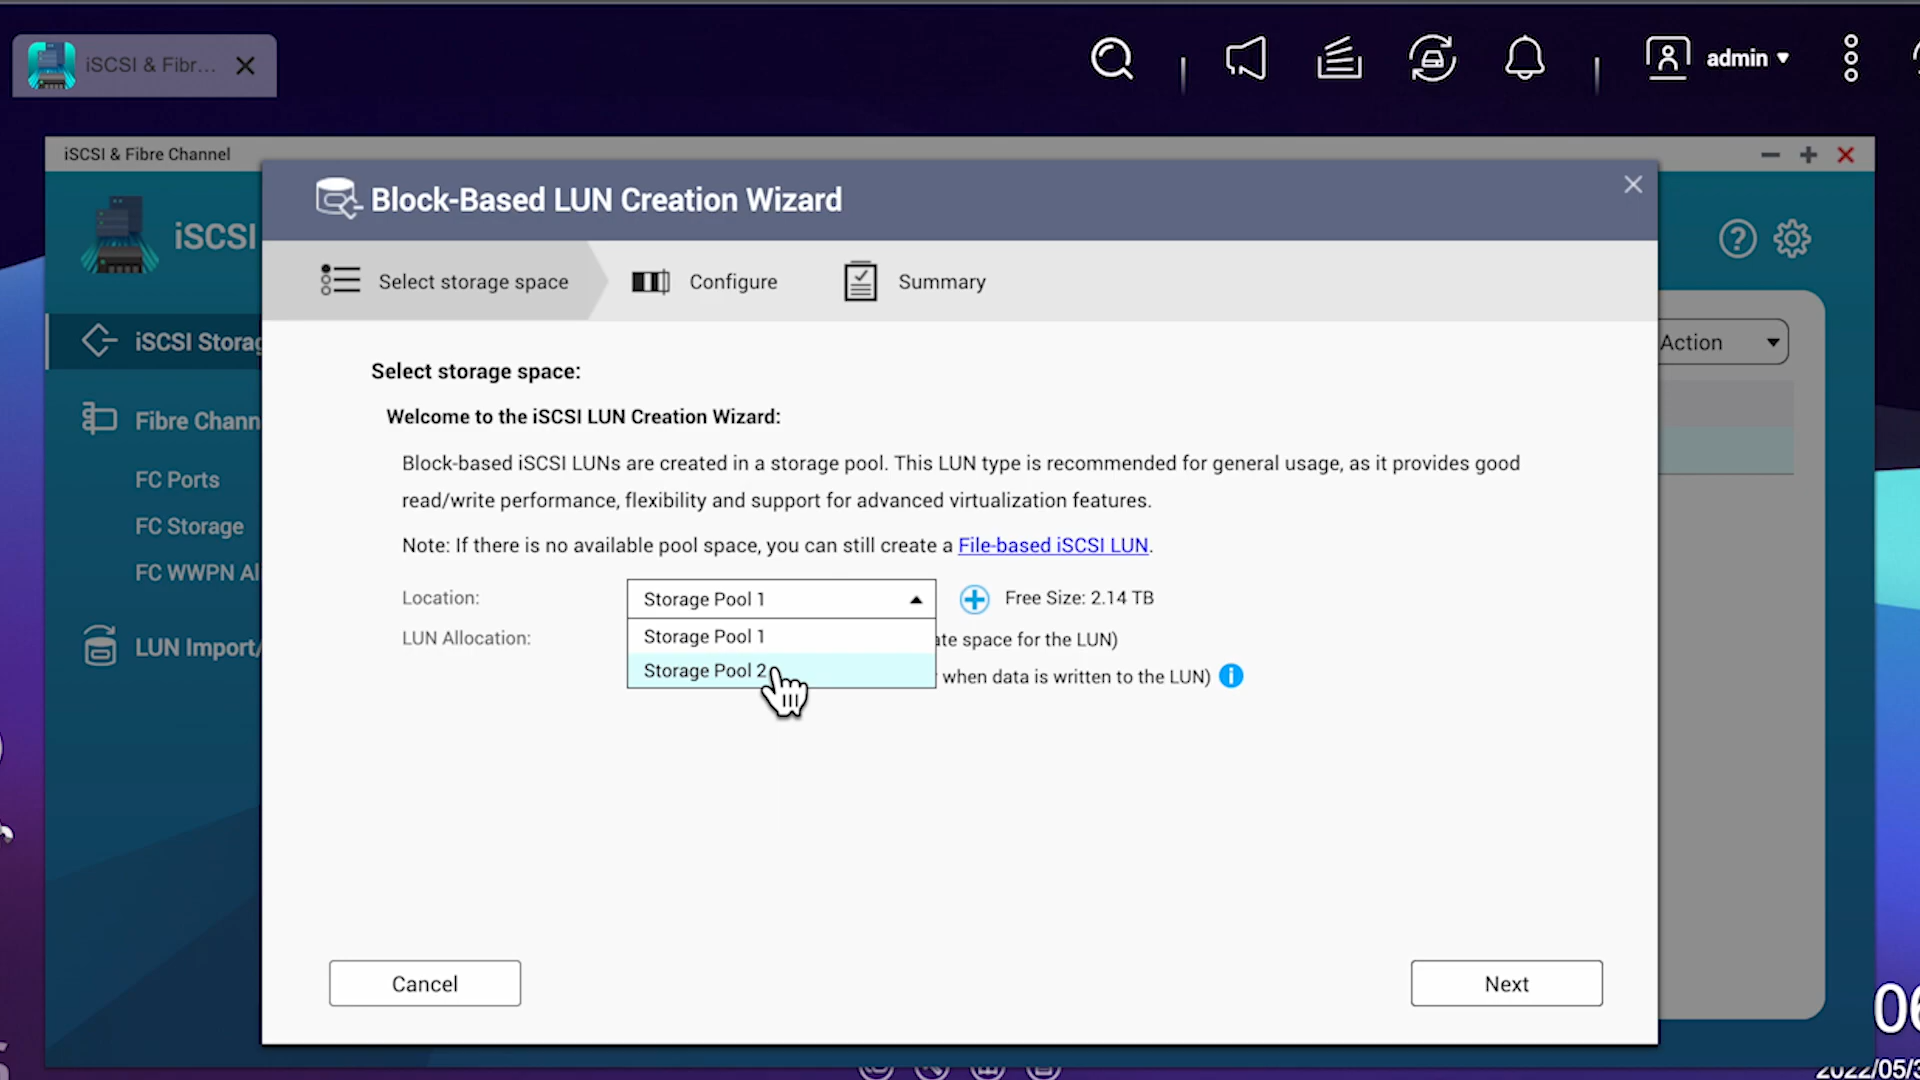 iSCSI & Fibr...
admin
iSCSI & Fibre Channel
Block-Based LUN Creation Wizard
iSCSI
Select storage space
Configure
Summary
iSCSI
Action
Select storage space:
Welcome to the iSCSI LUN Creation Wizard:
Fibre
Block-based iSCSI LUNs are created in a storage pool. This LUN type is recommended for general usage, as it provides good
read/write performance, flexibility and support for advanced virtualization features.
FC Ports
FC Storage
Note: If there is no available pool space, you can still create a File-based iSCSI LUN.
FC WWPN
Location:
Storage Pool 1
Free Size: 2.14 TB
LUN Allocation:
Storage Pool 1
space for the LUN)
LUN Import/
Storage Pool 2
when data is written to the LUN)
Cancel
Next